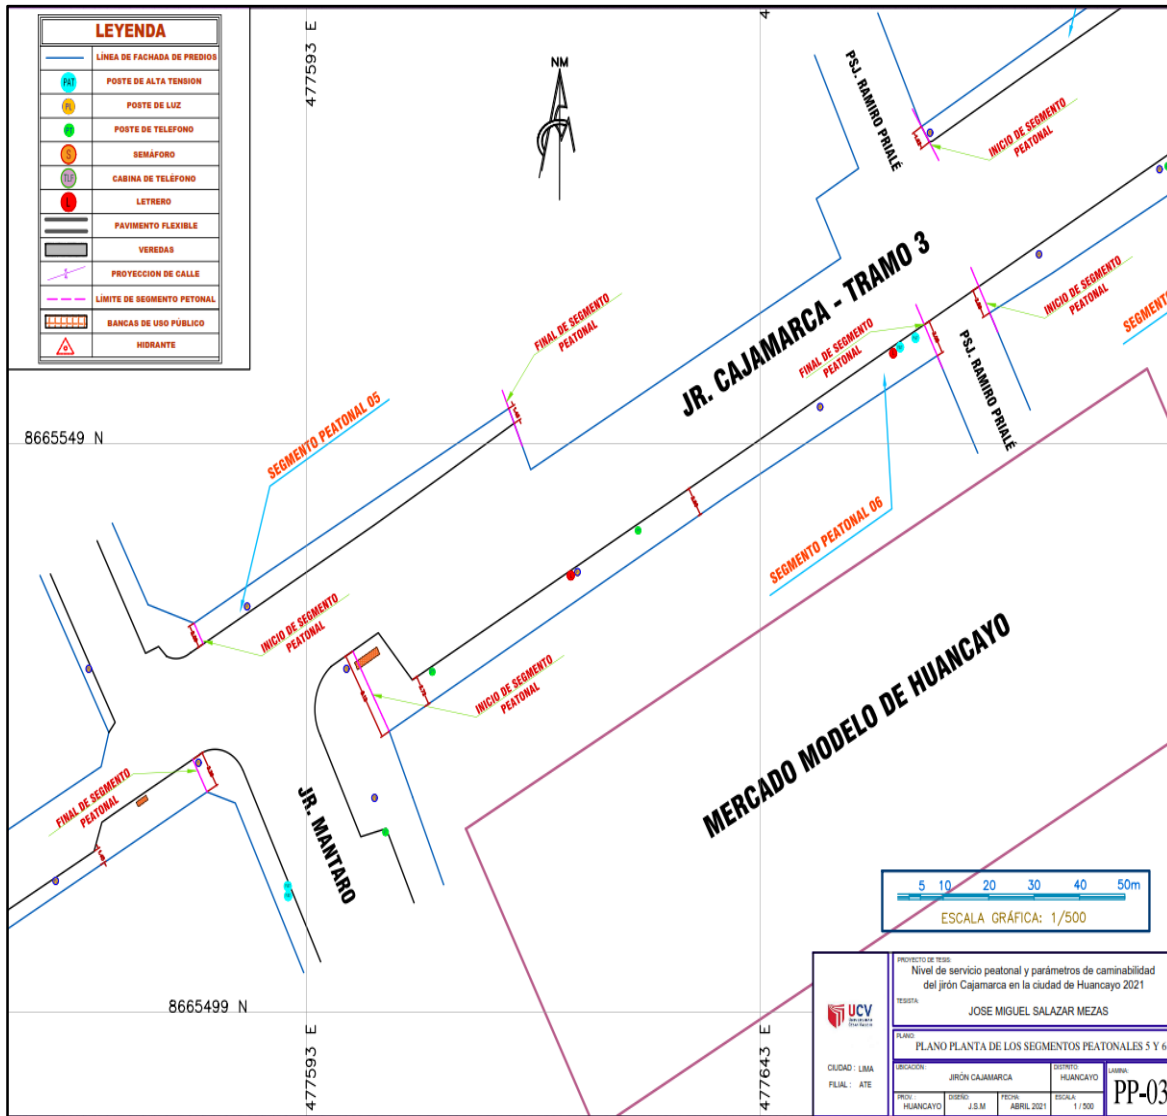 LEYENDA
LÍNEA DE FACHADA DE PREDIOS
PAT
POSTE DE ALTA TENSION
PL
POSTE DE LUZ
PT
POSTE DE TELEFONO
S
SEMÁFORO
TLF
CABINA DE TELÉFONO
L
LETRERO
PAVIMENTO FLEXIBLE
VEREDAS
PROYECCION DE CALLE
LÍMITE DE SEGMENTO PETONAL
BANCAS DE USO PÚBLICO
HIDRANTE
477593 E
4
NM
PSJ. RAMIRO PRIALÉ
INICIO DE SEGMENTO
PEATONAL
JR. CAJAMARCA - TRAMO 3
INICIO DE SEGMENTO
PEATONAL
SEGMENTO
FINAL DE SEGMENTO
PEATONAL
FINAL DE SEGMENTO
PEATONAL
PSJ. RAMIRO PRIALÉ
8665549 N
SEGMENTO PEATONAL 05
SEGMENTO PEATONAL 06
INICIO DE SEGMENTO
PEATONAL
INICIO DE SEGMENTO
PEATONAL
MERCADO MODELO DE HUANCAYO
FINAL DE SEGMENTO
PEATONAL
JR. MANTARO
5 10 20 30 40 50m
ESCALA GRÁFICA: 1/500
8665499 N
477593 E
477643 E
UCV
CIUDAD : LIMA
FILIAL : ATE
PROYECTO DE TESIS:
Nivel de servicio peatonal y parámetros de caminabilidad
del jirón Cajamarca en la ciudad de Huancayo 2021
TESISTA:
JOSE MIGUEL SALAZAR MEZAS
PLANO:
PLANO PLANTA DE LOS SEGMENTOS PEATONALES 5 Y 6
UBICACIÓN:
JIRÓN CAJAMARCA
DISTRITO:
HUANCAYO
LAMINA:
PP-03
PROV. :
HUANCAYO
DISEÑO:
J.S.M
FECHA:
ABRIL 2021
ESCALA:
1 / 500